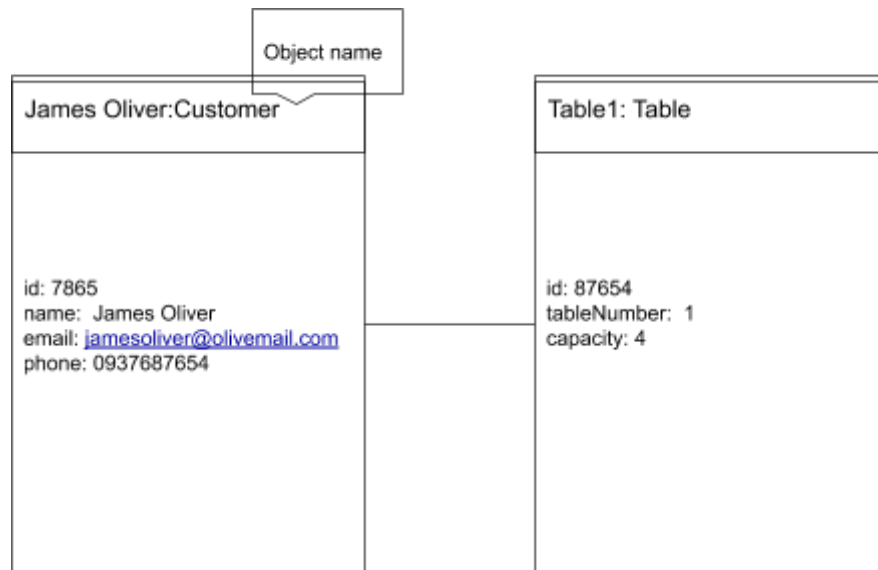 Object name
James Oliver:Customer
id: 7865
name: James Oliver
email: jamesoliver@olivemail.com
phone: 0937687654
Table1: Table
id: 87654
tableNumber: 1
capacity: 4